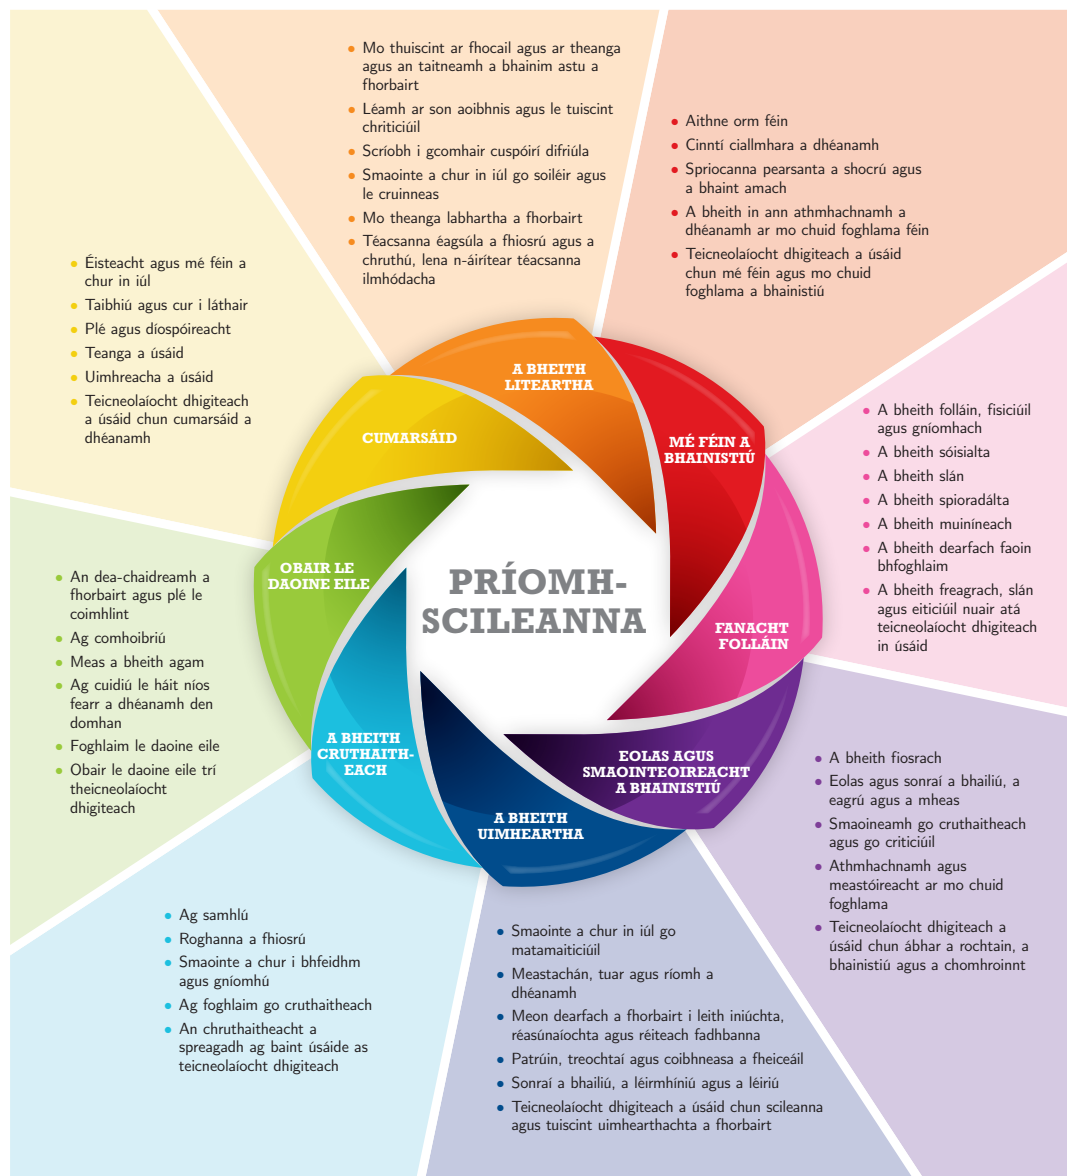 • Mo thuiscint ar fhocail agus ar theanga
agus an taitneamh a bhainim astu a
fhorbairt
• Léamh ar son aoibhnis agus le tuiscint
chriticiúil
• Scríobh i gcomhair cuspóirí difriúla
• Smaointe a chur in iúl go soiléir agus
le cruinneas
• Mo theanga labhartha a fhorbairt
• Téacsanna éagsúla a fhiosrú agus a
chruthú, lena n-áirítear téacsanna
ilmhódacha
• Aithne orm féin
• Cinntí ciallmhara a dhéanamh
• Spriocanna pearsanta a shocrú agus
a bhaint amach
• A bheith in ann athmhachnamh a
dhéanamh ar mo chuid foghlama féin
• Teicneolaíocht dhigiteach a úsáid
chun mé féin agus mo chuid
foghlama a bhainistiú
• Éisteacht agus mé féin a
chur in iúl
• Taibhiú agus cur i láthair
• Plé agus díospóireacht
• Teanga a úsáid
• Uimhreacha a úsáid
• Teicneolaíocht dhigiteach
a úsáid chun cumarsáid a
dhéanamh
• A bheith folláin, fisiciúil
agus gníomhach
• A bheith sóisialta
• A bheith slán
• A bheith spioradálta
• A bheith muiníneach
• A bheith dearfach faoin
bhfoghlaim
• A bheith freagrach, slán
agus eiticiúil nuair atá
teicneolaíocht dhigiteach
in úsáid
A BHEITH
LITEARTHA
MÉ FÉIN A
BHAINISTIÚ
CUMARSÁID
OBAIR LE
DAOINE EILE
PRÍOMH-
SCILEANNA
FANACHT
FOLLÁIN
A BHEITH
CRUTHAITH-
EACH
EOLAS AGUS
SMAOINTEOIREACHT
A BHAINISTIÚ
A BHEITH
UIMHEARTHA
• An dea-chaidreamh a
fhorbairt agus plé le
coimhlint
• Ag comhoibriú
• Meas a bheith agam
• Ag cuidiú le háit níos
fearr a dhéanamh den
domhan
• Foghlaim le daoine eile
• Obair le daoine eile trí
theicneolaíocht
dhigiteach
• A bheith fiosrach
• Eolas agus sonraí a bhailiú, a
eagrú agus a mheas
• Smaoineamh go cruthaitheach
agus go criticiúil
• Athmhachnamh agus
meastóireacht ar mo chuid
foghlama
• Teicneolaíocht dhigiteach a
úsáid chun ábhar a rochtain, a
bhainistiú agus a chomhroinnt
• Ag samhlú
• Roghanna a fhiosrú
• Smaointe a chur i bhfeidhm
agus gníomhú
• Ag foghlaim go cruthaitheach
• An chruthaitheacht a
spreagadh ag baint úsáide as
teicneolaíocht dhigiteach
• Smaointe a chur in iúl go
matamaiticiúil
• Meastachán, tuar agus ríomh a
dhéanamh
• Meon dearfach a fhorbairt i leith iniúchta,
réasúnaíochta agus réiteach fadhbanna
• Patrúin, treochtaí agus coibhneasa a fheiceáil
• Sonraí a bhailiú, a léirmhíniú agus a léiriú
• Teicneolaíocht dhigiteach a úsáid chun scileanna
agus tuiscint uimhearthachta a fhorbairt